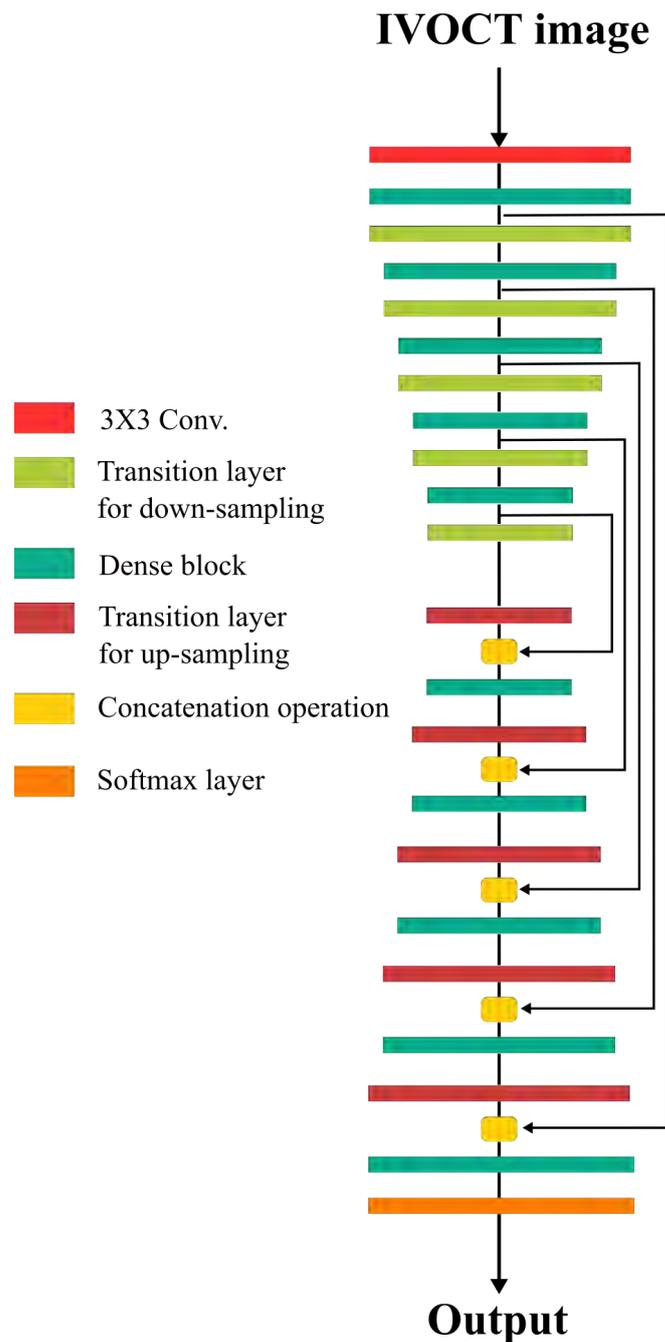 IVOCT image
3X3 Conv.
Transition layer
for down-sampling
Dense block
Transition layer
for up-sampling
Concatenation operation
Softmax layer
Output